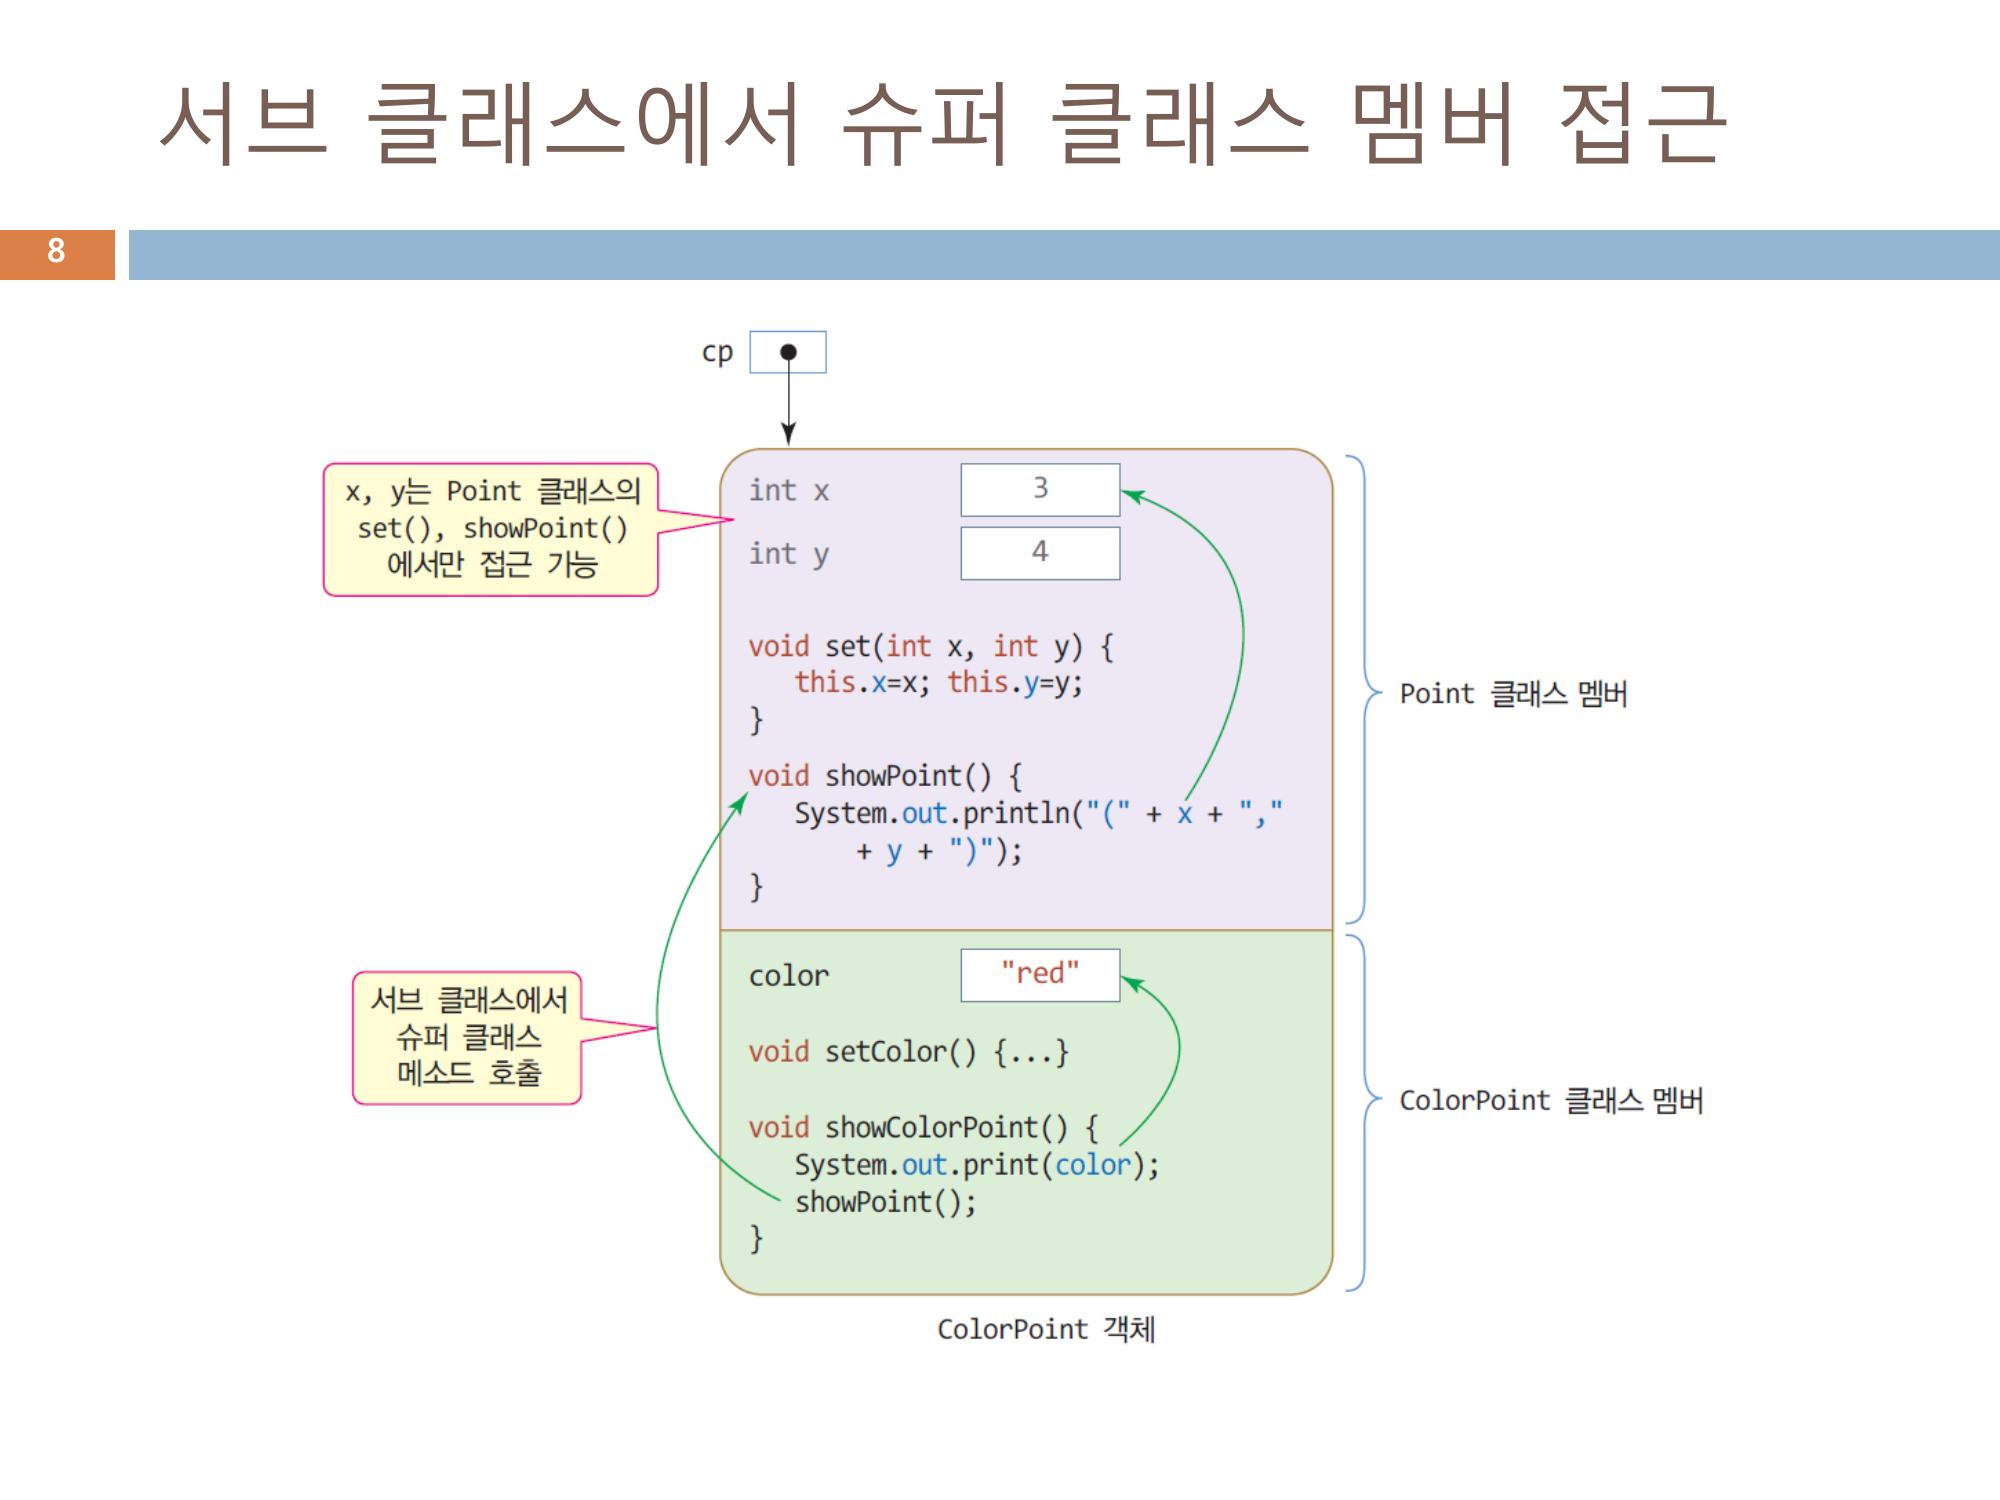 서브 클래스에서 슈퍼 클래스 멤버 접근
8
cp
x, y는 Point 클래스의
set(), showPoint()
에서만 접근 가능
int x
3
int y
4
void set(int x, int y) {
this.x=x; this.y=y;
}
void showPoint() {
System.out.println("(" + x + ","
+ y + ")");
}
Point 클래스 멤버
서브 클래스에서
슈퍼 클래스
메소드 호출
color
"red"
void setColor() {...}
void showColorPoint() {
System.out.print(color);
showPoint();
}
ColorPoint 클래스 멤버
ColorPoint 객체